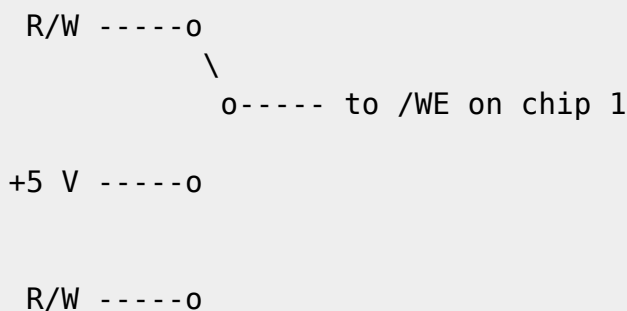 R/W -----o
\
o----- to /WE on chip 1
+5 V -----o
R/W -----o